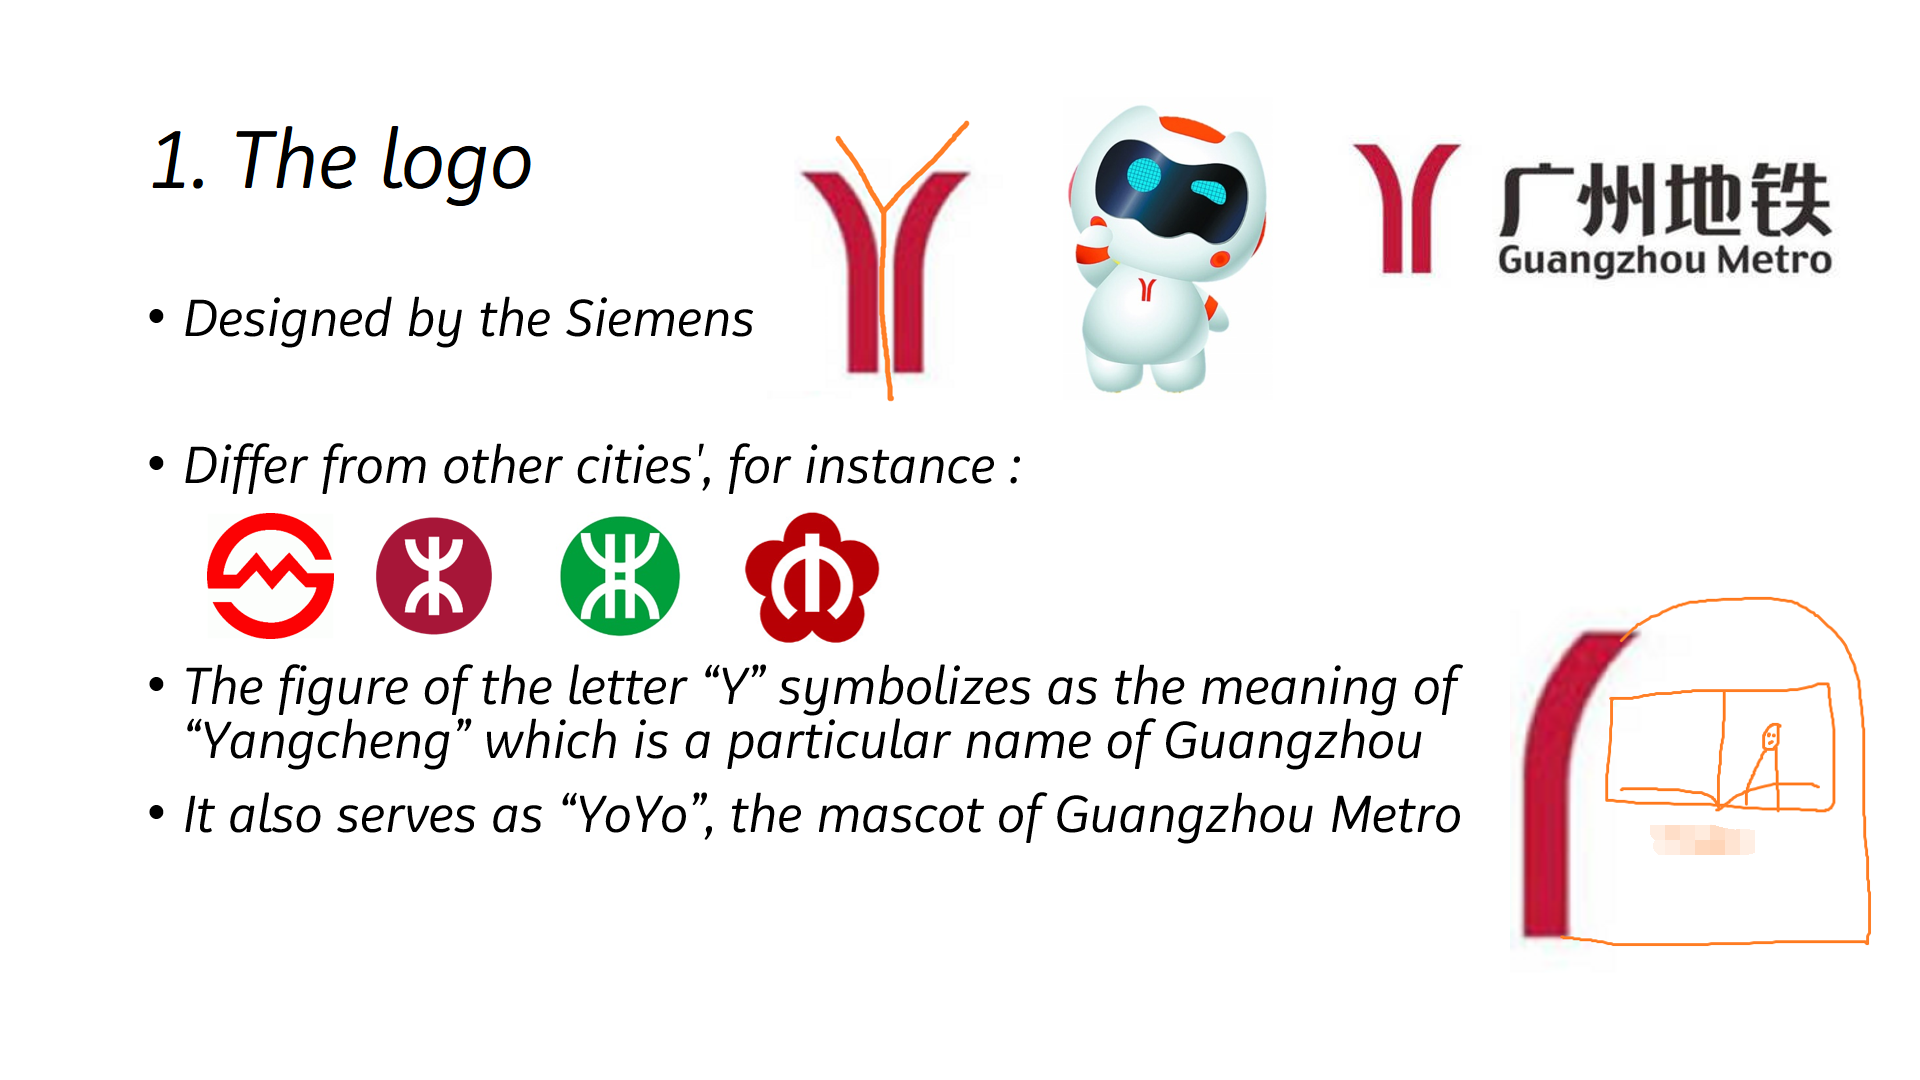 1. The logo
广州地铁
Guangzhou Metro
• Designed by the Siemens
• Differ from other cities', for instance :
• The figure of the letter “Y” symbolizes as the meaning of
“Yangcheng” which is a particular name of Guangzhou
• It also serves as “YoYo”, the mascot of Guangzhou Metro